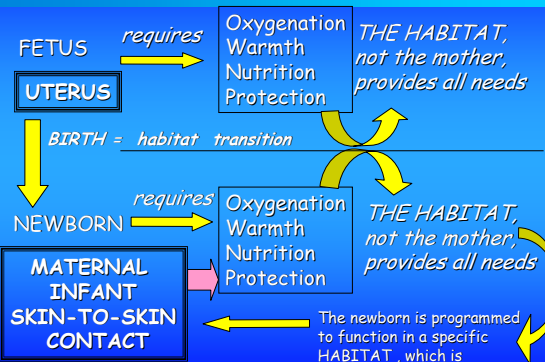 FETUS
requires
Oxygenation
Warmth
Nutrition
Protection
THE HABITAT,
not the mother,
provides all needs
UTERUS
BIRTH = habitat transition
NEWBORN
requires
Oxygenation
Warmth
Nutrition
Protection
THE HABITAT,
not the mother,
provides all needs
MATERNAL
INFANT
SKIN-TO-SKIN
CONTACT
The newborn is programmed
to function in a specific
HABITAT , which is